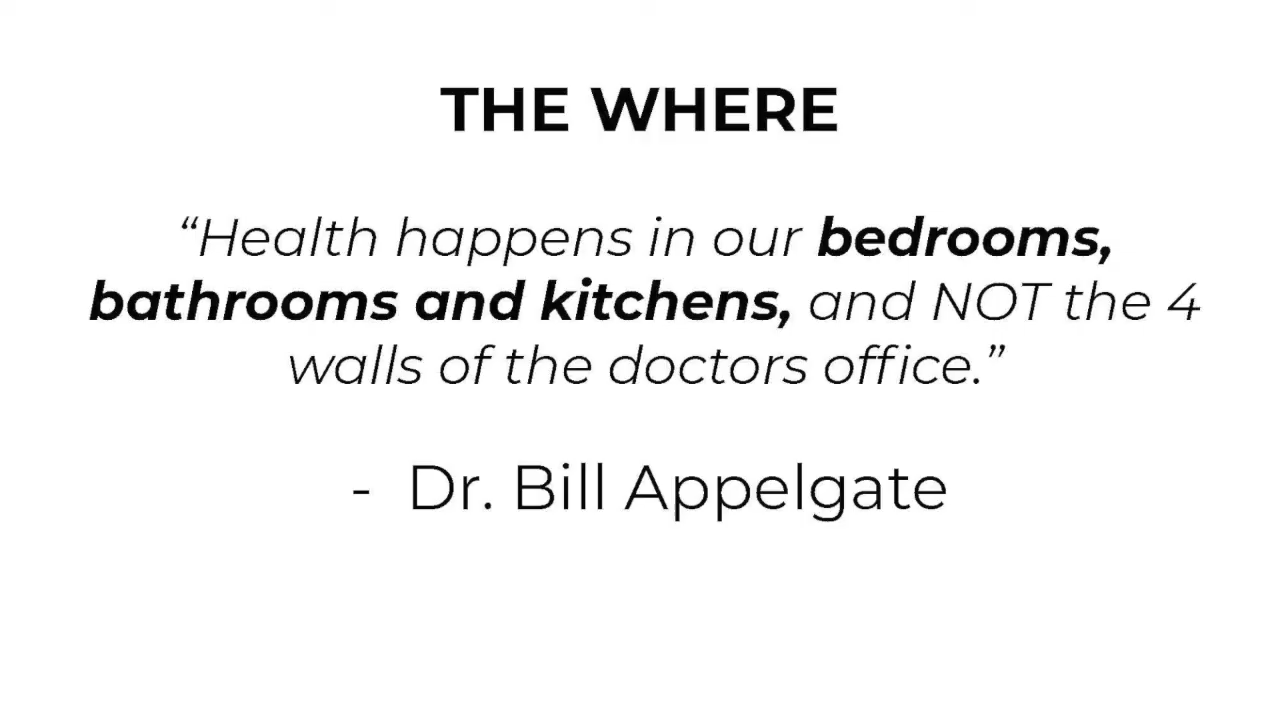 THE WHERE
“Health happens in our bedrooms,
bathrooms and kitchens, and NOT the 4
walls of the doctors office.”
- Dr. Bill Appelgate